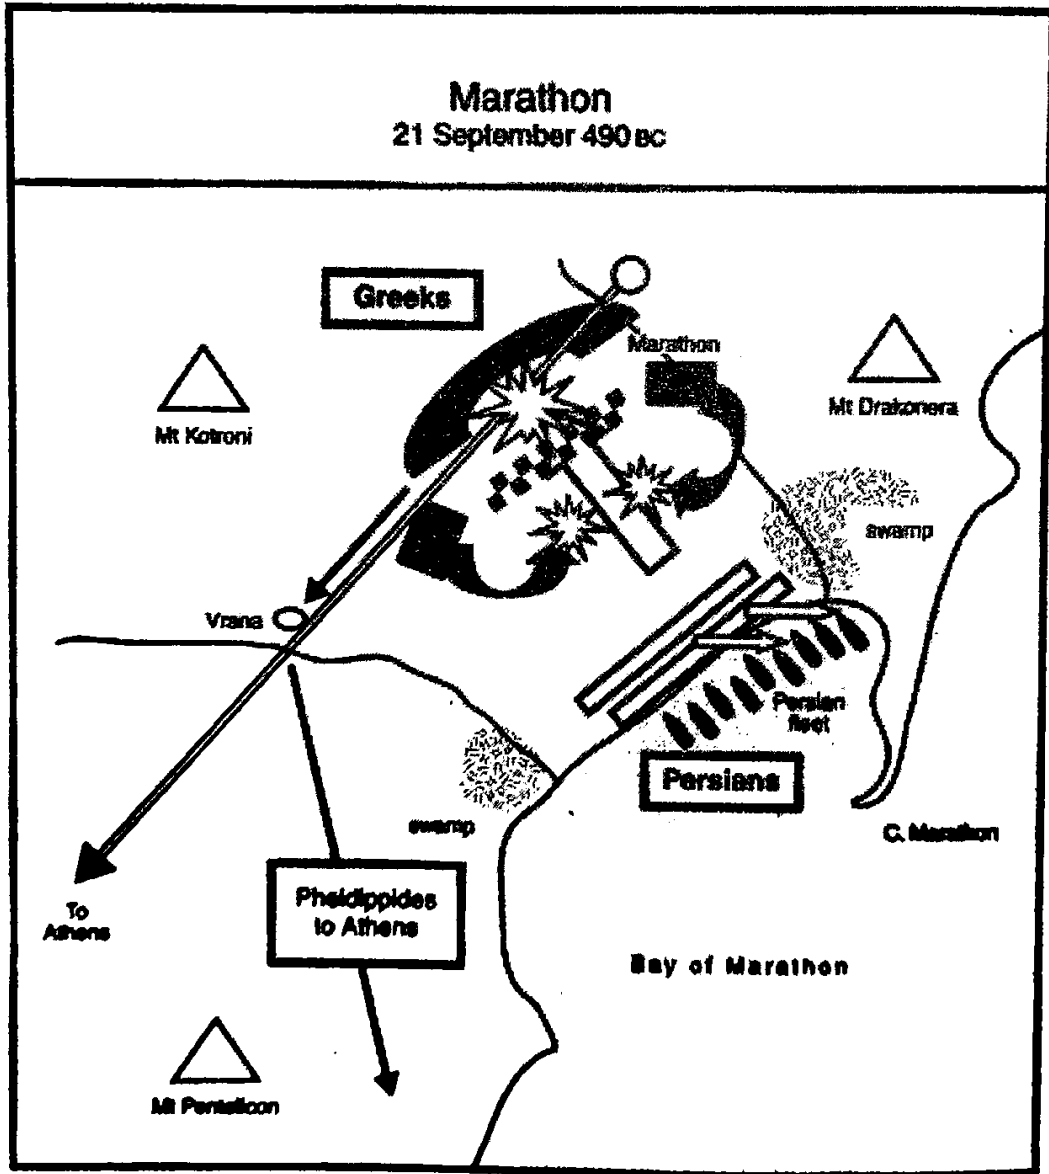 Marathon
21 September 490 BC
Greeks
Marathon
Mt Kotroni
Mt Drakonera
swamp
Vrana
Persian
fleet
Persians
swamp
C. Marathon
Pheidippides
to Athens
To
Athens
Bay of Marathon
Mt Pentelicon